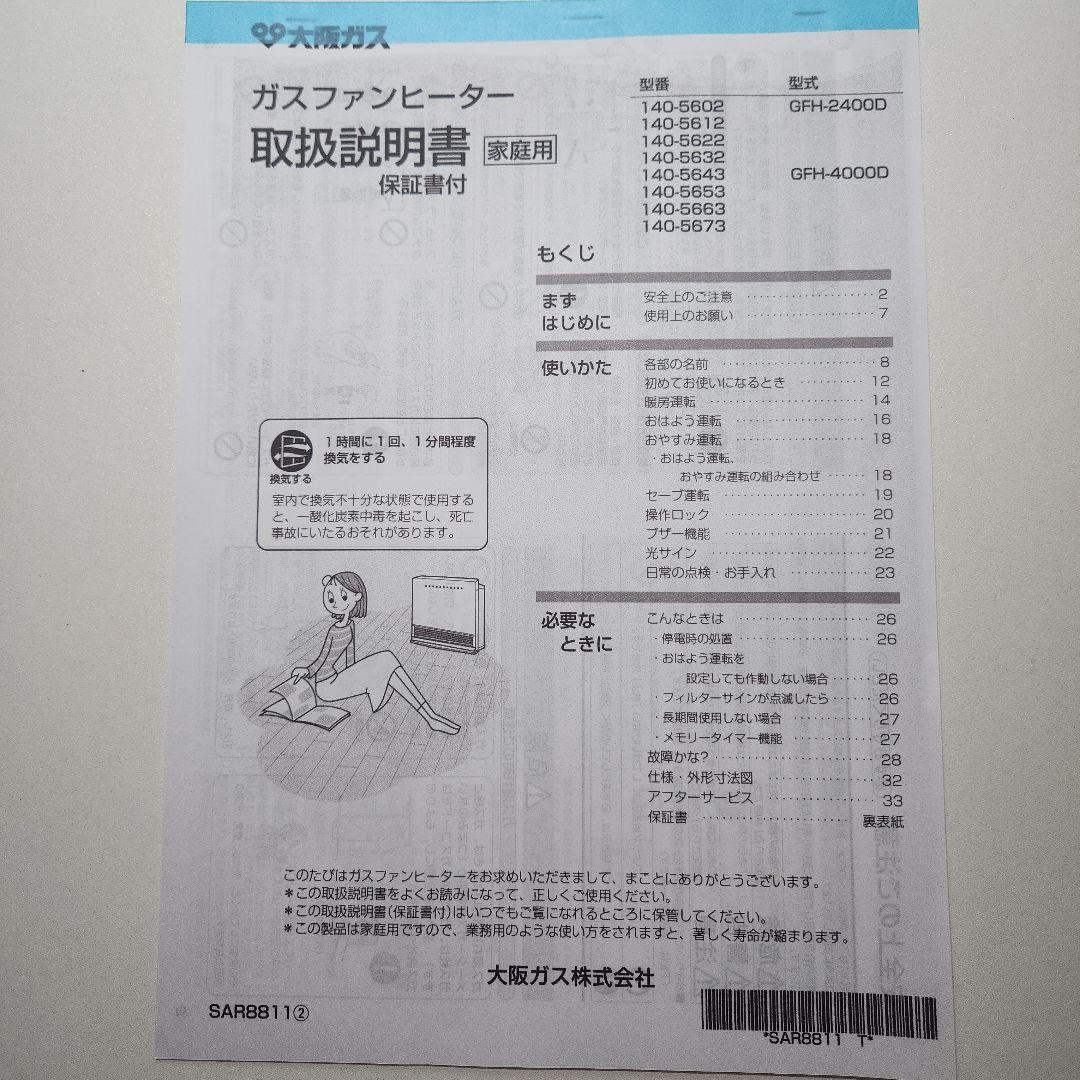 大阪ガス
ガスファンヒーター
取扱説明書 家庭用
保証書付
型番 型式
140-5602 GFH-2400D
140-5612
140-5622
140-5632
140-5643 GFH-4000D
140-5653
140-5663
140-5673
もくじ
まず
はじめに
安全上のご注意 ……………… 2
使用上のお願い ……………… 7
使いかた
各部の名前 ……………… 8
初めてお使いになるとき ………… 12
暖房運転 ……………… 14
おはよう運転 ……………… 16
おやすみ運転 ……………… 18
・おはよう運転、
おやすみ運転の組み合わせ …… 18
セーブ運転 ……………… 19
操作ロック ……………… 20
ブザー機能 ……………… 21
光サイン ……………… 22
日常の点検・お手入れ ………… 23
必要な
ときに
こんなときは ……………… 26
・停電時の処置 ……………… 26
・おはよう運転を
設定しても作動しない場合 …… 26
・フィルターサインが点滅したら …… 26
・長期間使用しない場合 ………… 27
・メモリータイマー機能 ………… 27
故障かな? ……………… 28
仕様・外形寸法図 ……………… 32
アフターサービス ……………… 33
保証書 ……………… 裏表紙
換気する
1時間に1回、1分間程度
換気をする
室内で換気不十分な状態で使用する
と、一酸化炭素中毒を起こし、死亡
事故にいたるおそれがあります。
このたびはガスファンヒーターをお求めいただきまして、まことにありがとうございます。
＊この取扱説明書をよくお読みになって、正しくご使用ください。
＊この取扱説明書(保証書付)はいつでもご覧になれるところに保管してください。
＊この製品は家庭用ですので、業務用のような使い方をされますと、著しく寿命が縮まります。
大阪ガス株式会社
SAR8811②
*SAR8811 T*